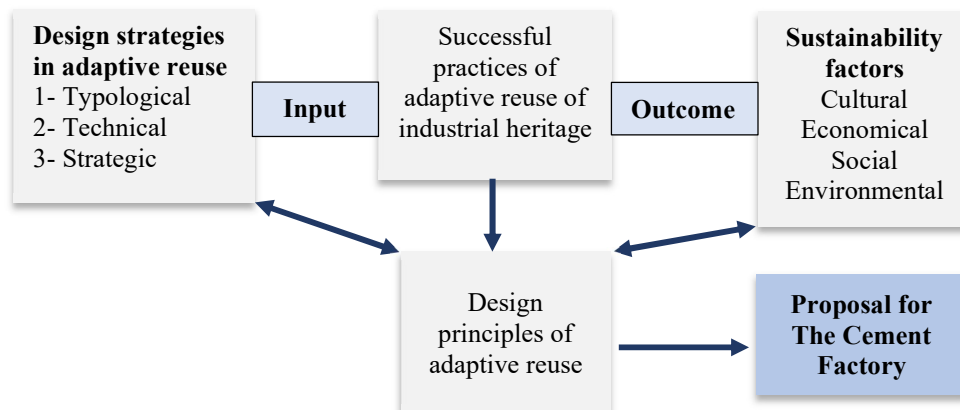 Design strategies
in adaptive reuse
1- Typological
2- Technical
3- Strategic
Input
Successful
practices of
adaptive reuse of
industrial heritage
Outcome
Sustainability
factors
Cultural
Economical
Social
Environmental
Design
principles of
adaptive reuse
Proposal for
The Cement
Factory